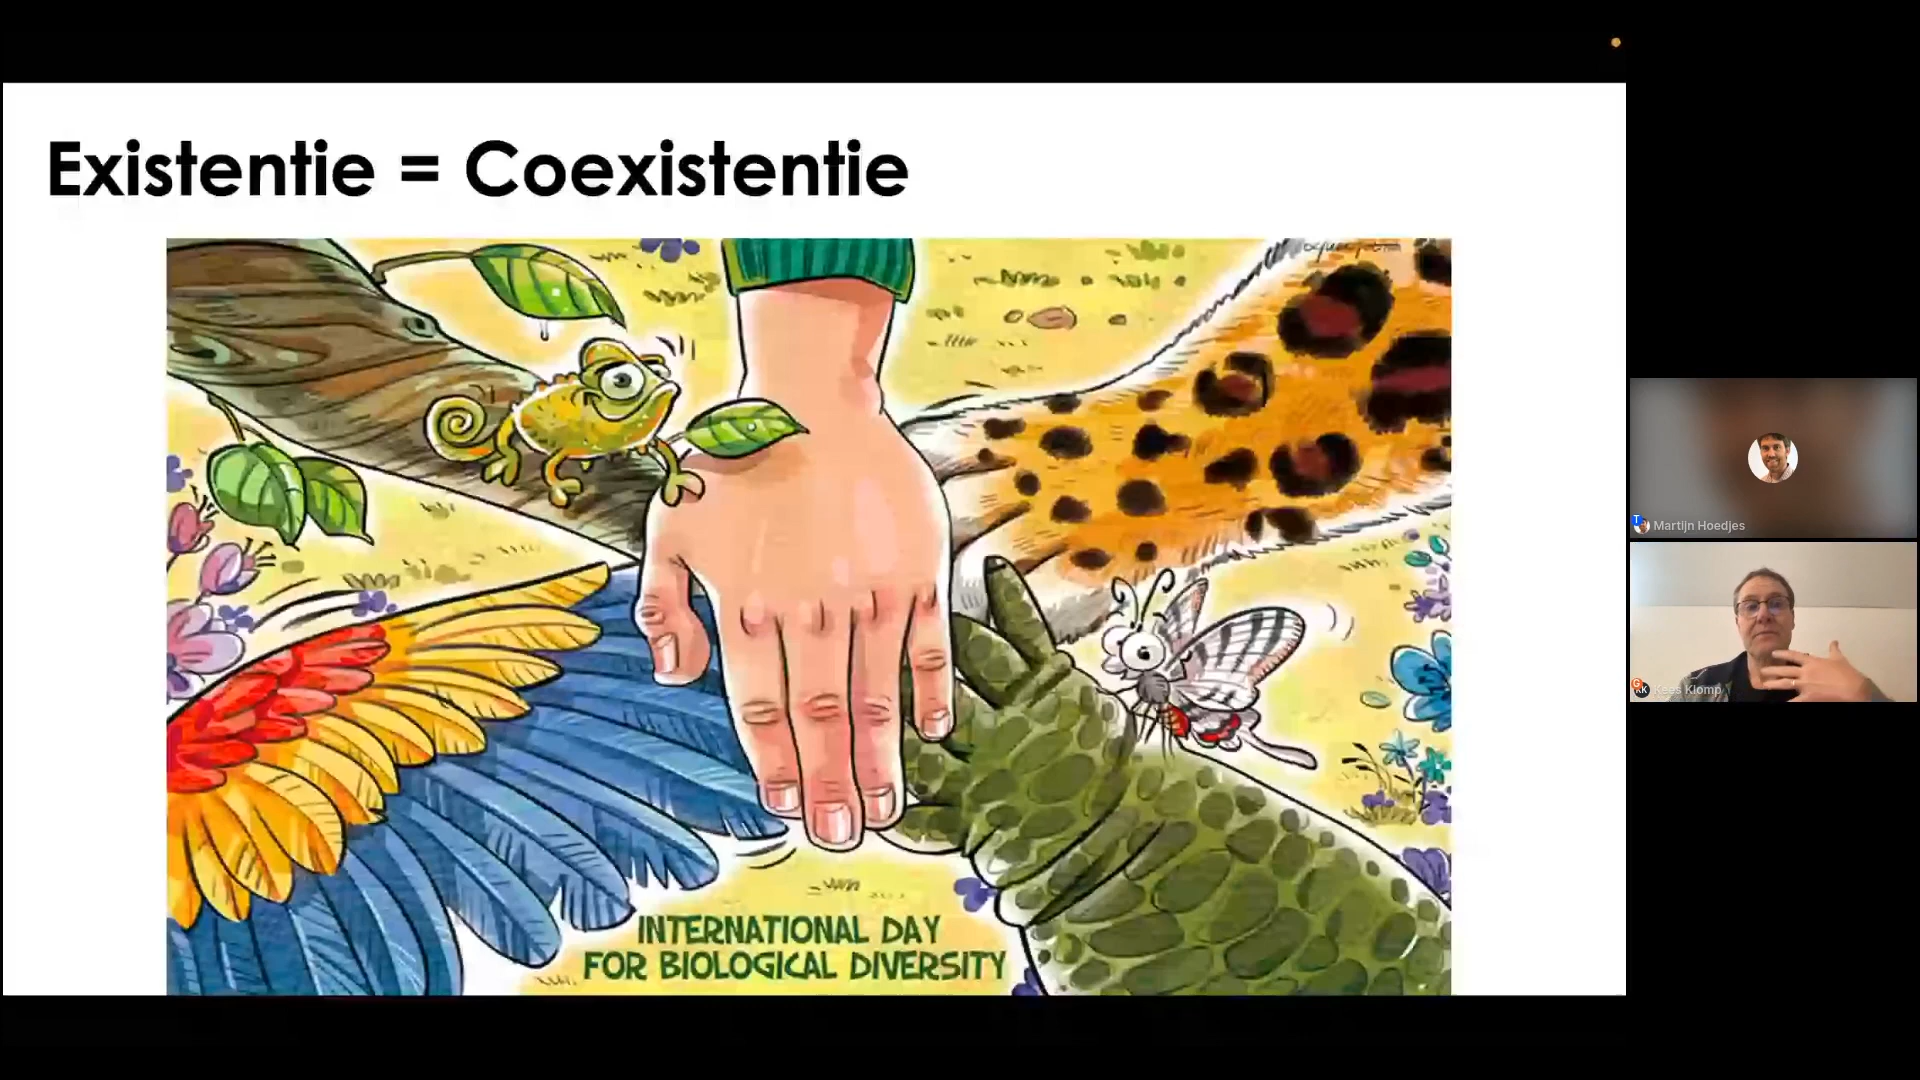 Existentie = Coexistentie
INTERNATIONAL DAY
FOR BIOLOGICAL DIVERSITY
Martijn Hoedjes
Kees Klomp